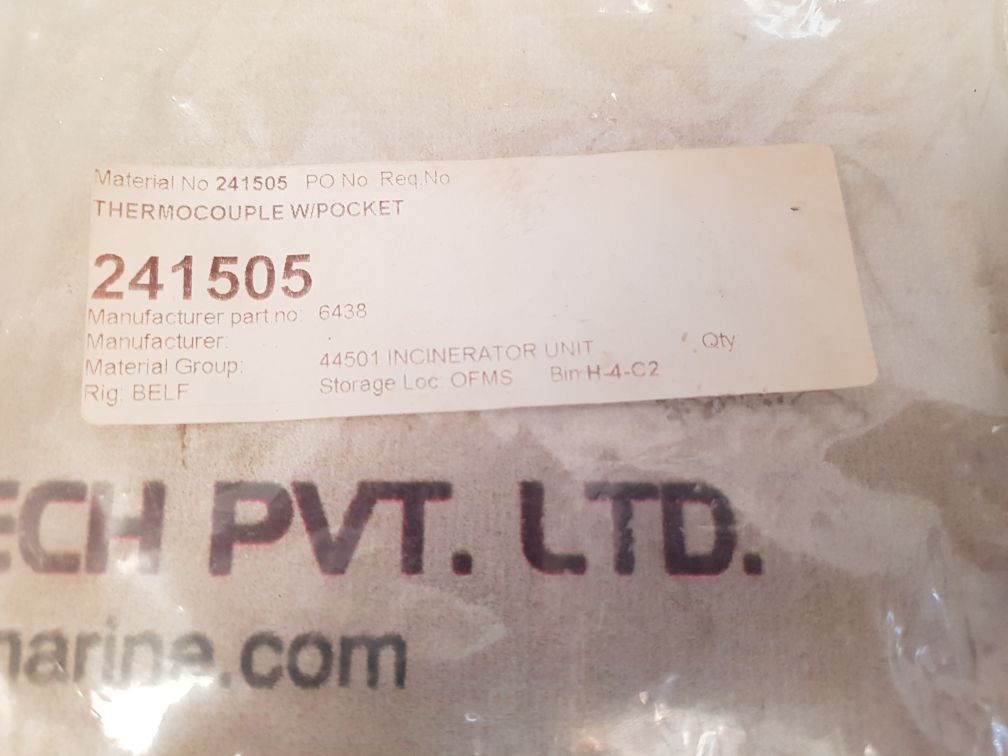 Material No 241505 PO No Req.No
THERMOCOUPLE W/POCKET
241505
Manufacturer part.no: 6438
Manufacturer:
Material Group: 44501 INCINERATOR UNIT Qty
Rig: BELF Storage Loc: OFMS Bin:H-4-C2
ECH PVT. LTD.
marine.com